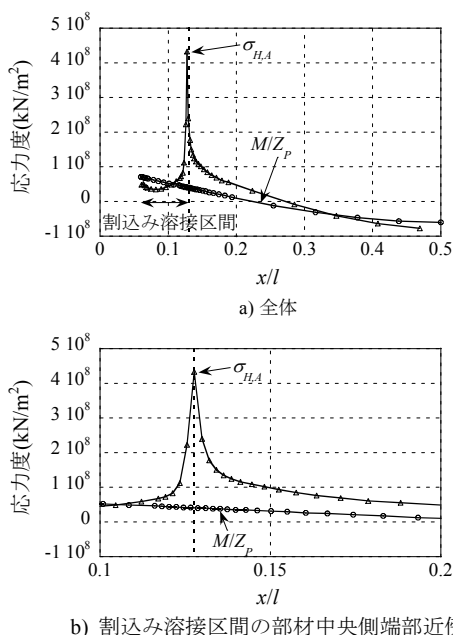 5 10⁸
4 10⁸
3 10⁸
2 10⁸
1 10⁸
0
-1 10⁸
応力度(kN/m²)
σH,A
M/ZP
割込み溶接区間
0
0.1
0.2
0.3
0.4
0.5
x/l
a) 全体
5 10⁸
4 10⁸
3 10⁸
2 10⁸
1 10⁸
0
-1 10⁸
応力度(kN/m²)
σH,A
M/ZP
0.1
0.15
0.2
x/l
b) 割込み溶接区間の部材中央側端部近傍